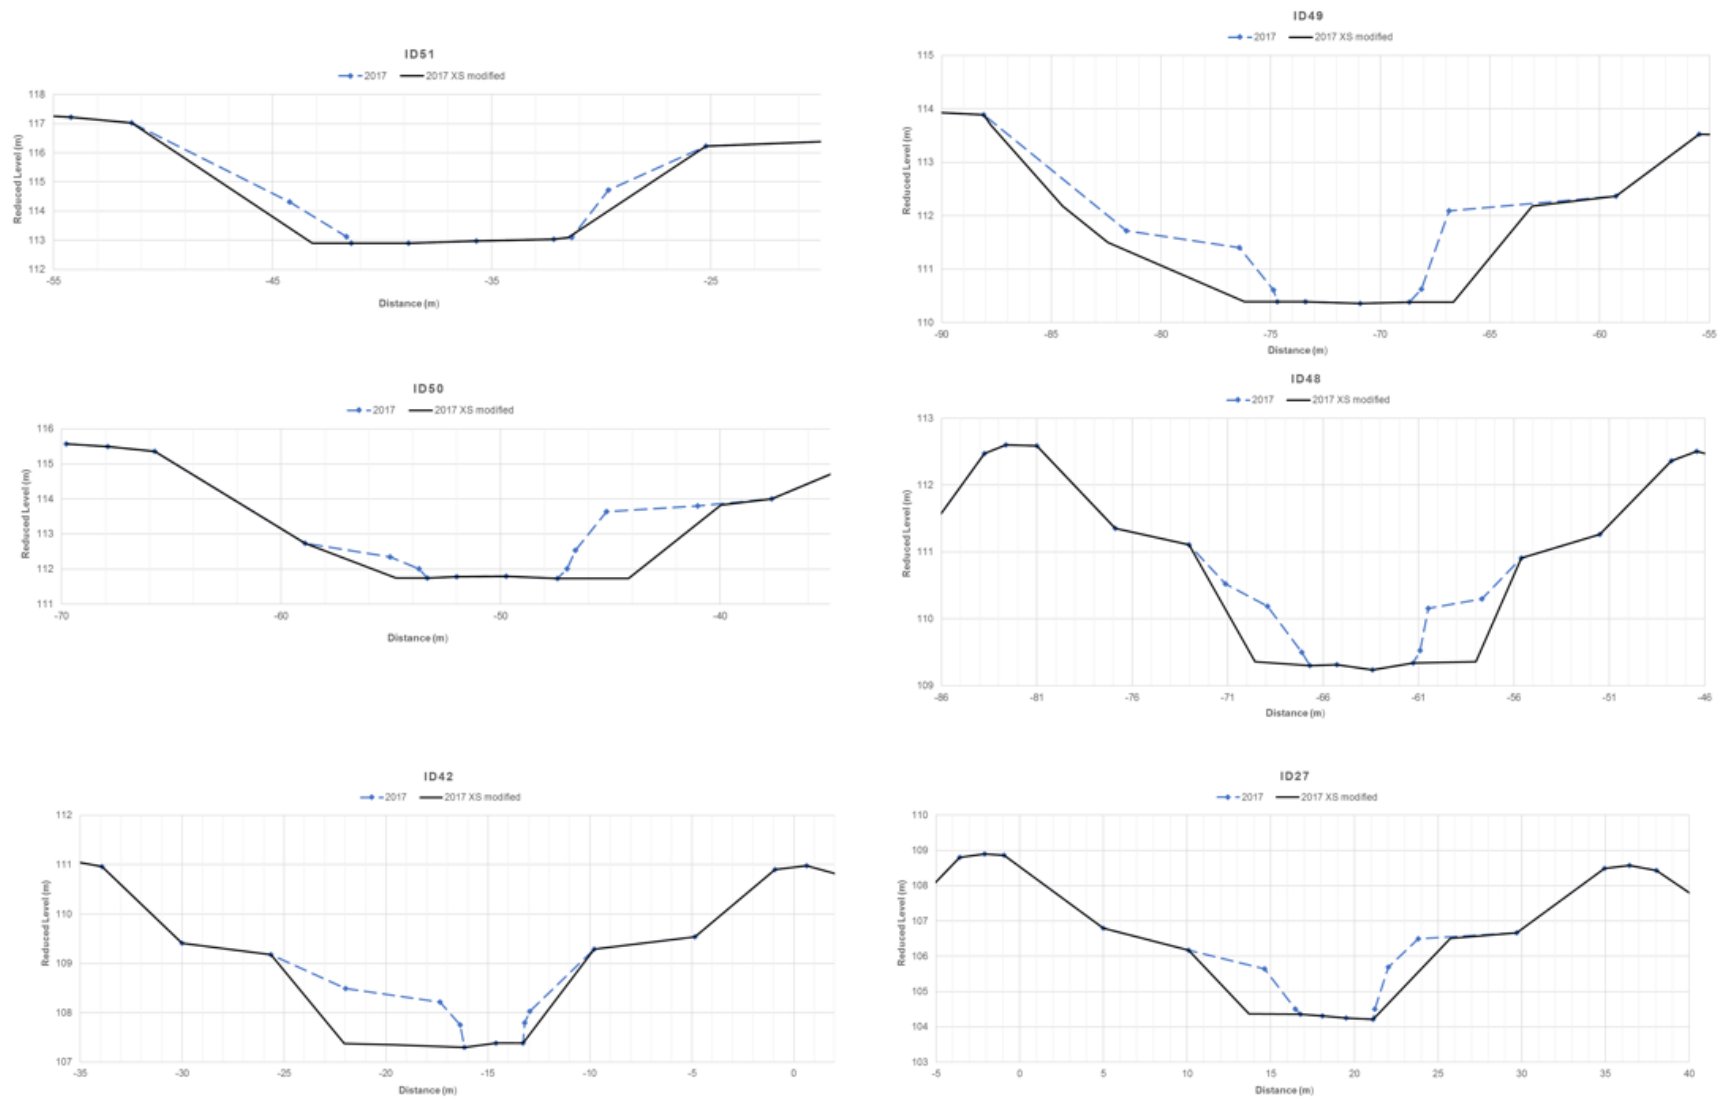 ID51
2017 2017 XS modified
118
117
116
115
114
113
112
-55 -45 -35 -25
Reduced Level (m)
Distance (m)
ID49
2017 2017 XS modified
115
114
113
112
111
110
-90 -85 -80 -75 -70 -65 -60 -55
Reduced Level (m)
Distance (m)
ID50
2017 2017 XS modified
116
115
114
113
112
111
-70 -60 -50 -40
Reduced Level (m)
Distance (m)
ID48
2017 2017 XS modified
113
112
111
110
109
-86 -81 -76 -71 -66 -61 -56 -51 -46
Reduced Level (m)
Distance (m)
ID42
2017 2017 XS modified
112
111
110
109
108
107
-35 -30 -25 -20 -15 -10 -5 0
Reduced Level (m)
Distance (m)
ID27
2017 2017 XS modified
110
109
108
107
106
105
104
103
-5 0 5 10 15 20 25 30 35 40
Reduced Level (m)
Distance (m)